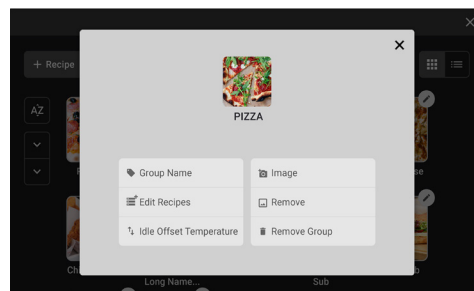 + Recipe
AZ
PIZZA
Group Name
Image
Edit Recipes
Remove
Idle Offset Temperature
Remove Group
Long Name...
Sub